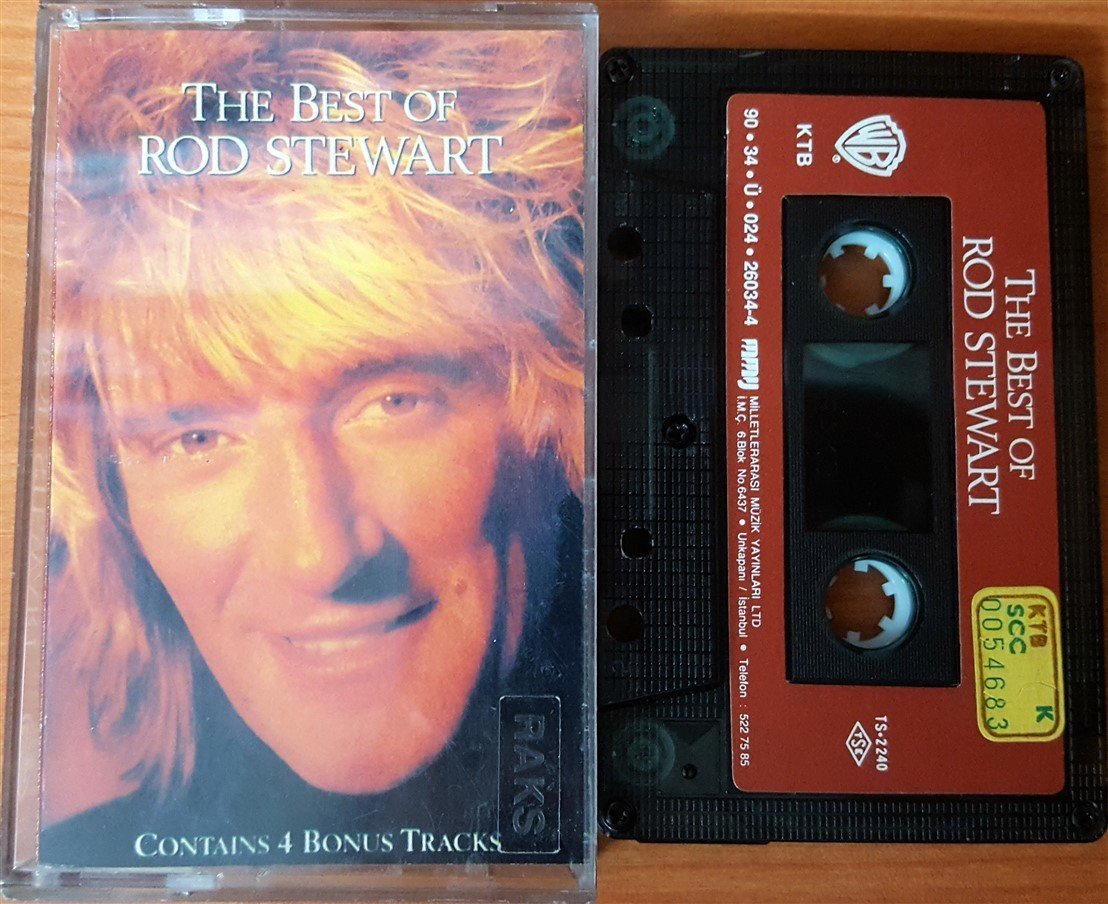 THE BEST OF
ROD STEWART
RAKS
CONTAINS 4 BONUS TRACKS
THE BEST OF
ROD STEWART
WB
®
KTB
90 • 34 • Ü • 024 • 26034-4
MİLLETLERARASI MÜZİK YAYINLARI LTD
İ.M.Ç. 6.Blok No:6437 • Unkapanı / İstanbul • Telefon : 522 75 85
KTB
K
SCC
0054683
TS•2240
TSE